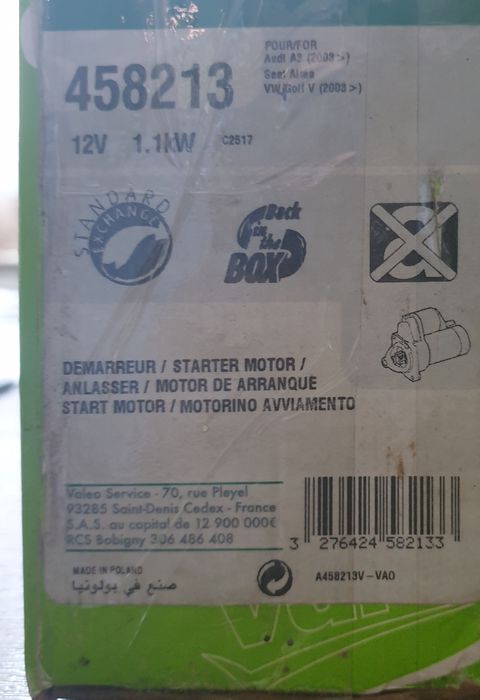 458213
POUR/FOR
Audi A3 (2003 >)
Seat Altea
VW Golf V (2003 >)
12V 1.1kW C2517
STANDARD
EXCHANGE
Back
in the
BOX
DEMARREUR / STARTER MOTOR /
ANLASSER / MOTOR DE ARRANQUE
START MOTOR / MOTORINO AVVIAMENTO
Valeo Service - 70, rue Pleyel
93285 Saint-Denis Cedex - France
S.A.S. au capital de 12 900 000€
RCS Bobigny 306 486 408
3 276424 582133
MADE IN POLAND
صنع في بولونيا
A458213V-VA0